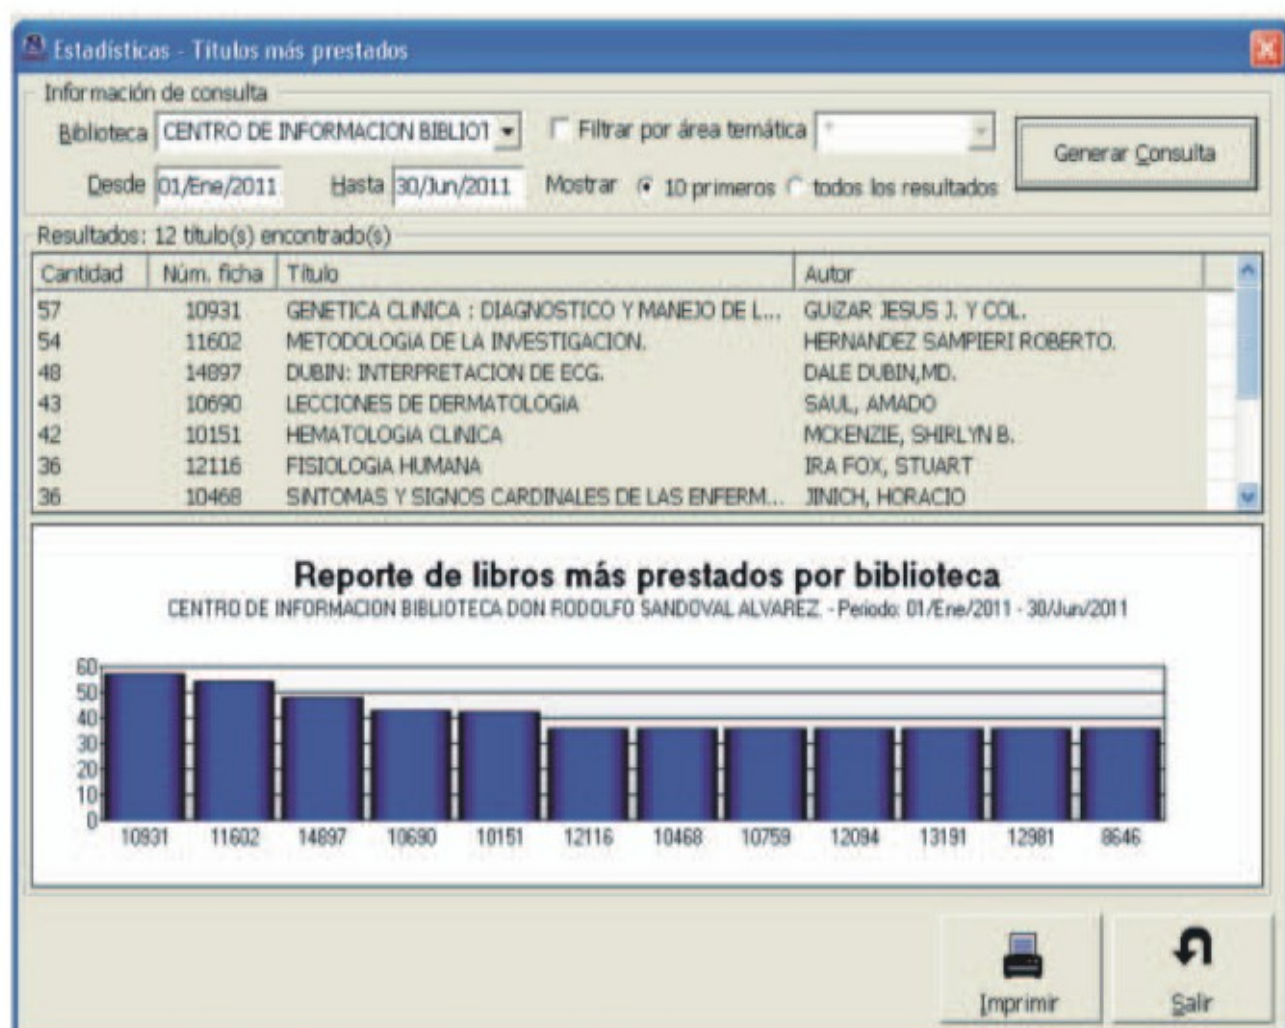 Estadísticas - Títulos más prestados
Información de consulta
Biblioteca CENTRO DE INFORMACION BIBLIOT Filtrar por área temática *
Generar Consulta
Desde 01/Ene/2011 Hasta 30/Jun/2011 Mostrar 10 primeros todos los resultados
Resultados: 12 título(s) encontrado(s)
Cantidad Núm. ficha Título Autor
57 10931 GENETICA CLINICA : DIAGNOSTICO Y MANEJO DE L... GUIZAR JESUS J. Y COL.
54 11602 METODOLOGIA DE LA INVESTIGACION. HERNANDEZ SAMPIERI ROBERTO.
48 14897 DUBIN: INTERPRETACION DE ECG. DALE DUBIN,MD.
43 10690 LECCIONES DE DERMATOLOGIA SAUL, AMADO
42 10151 HEMATOLOGIA CLINICA MCKENZIE, SHIRLYN B.
36 12116 FISIOLOGIA HUMANA IRA FOX, STUART
36 10468 SINTOMAS Y SIGNOS CARDINALES DE LAS ENFERM... JINICH, HORACIO
Reporte de libros más prestados por biblioteca
CENTRO DE INFORMACION BIBLIOTECA DON RODOLFO SANDOVAL ALVAREZ. - Periodo: 01/Ene/2011 - 30/Jun/2011
60
50
40
30
20
10
0
10931 11602 14897 10690 10151 12116 10468 10759 12094 13191 12981 8646
Imprimir Salir